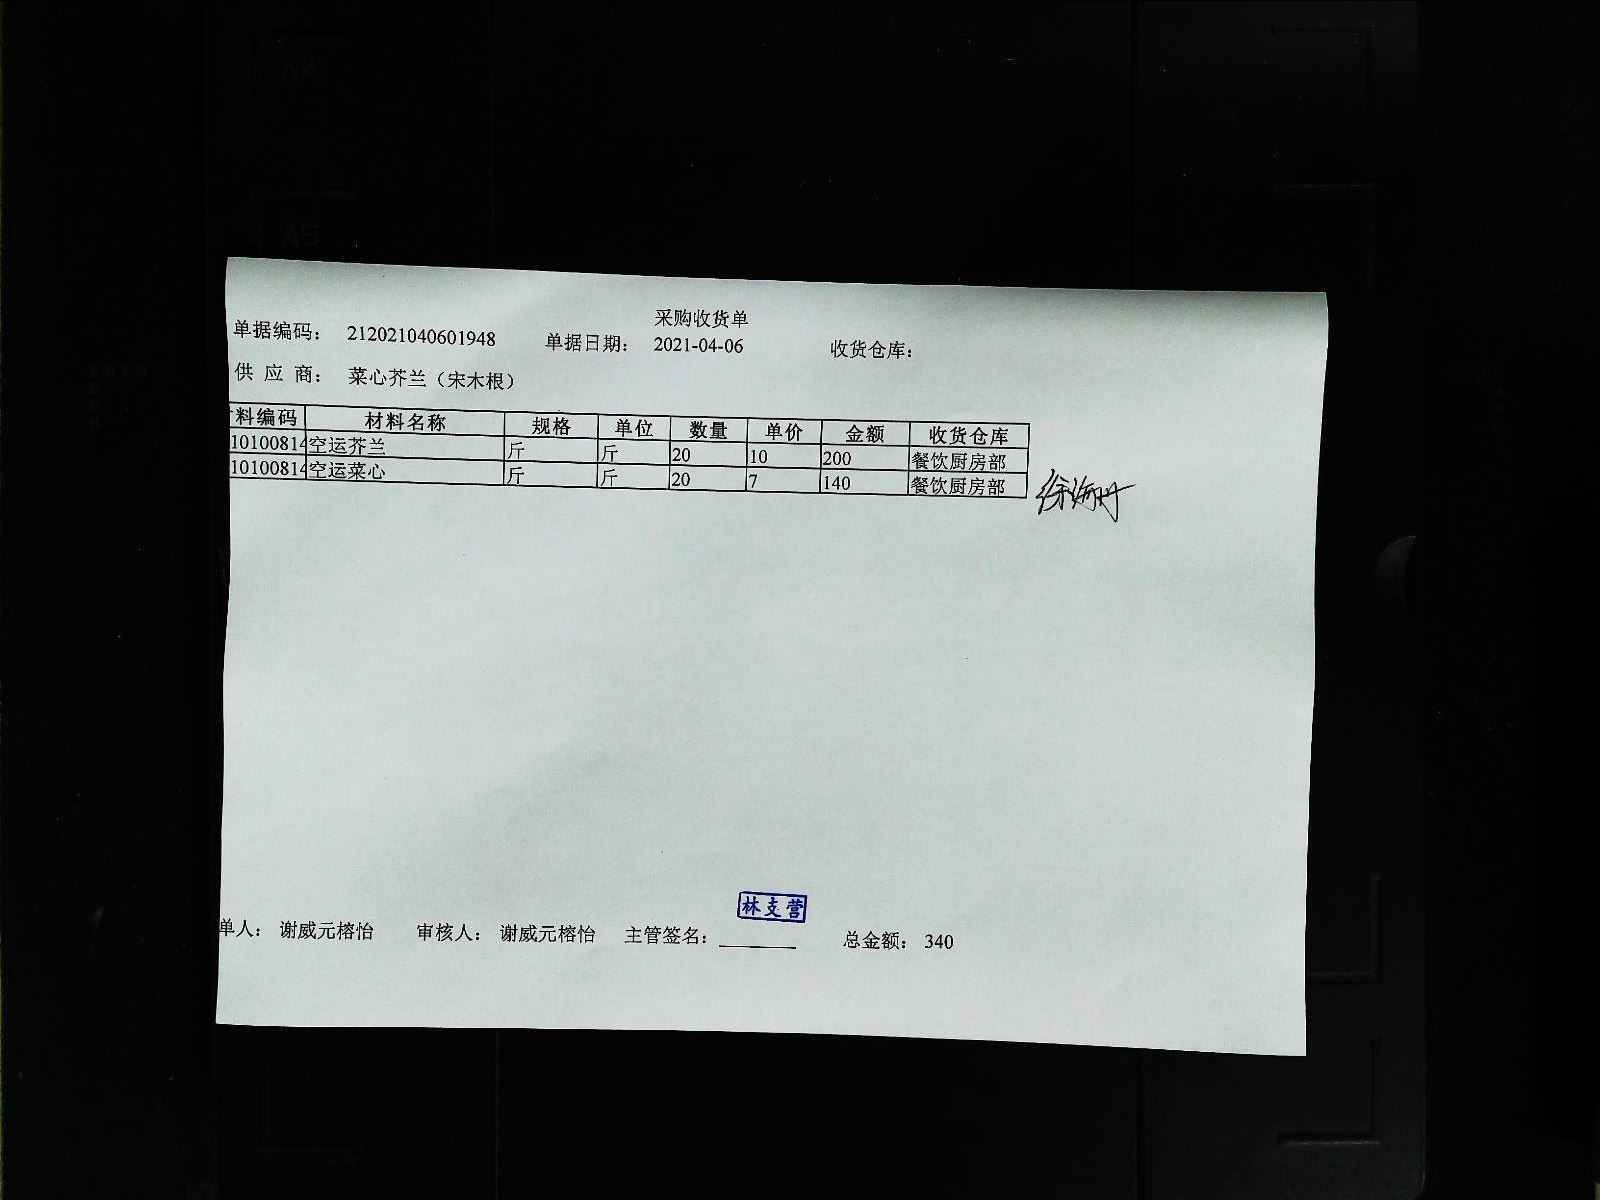 采购收货单
单据编码： 212021040601948 单据日期： 2021-04-06 收货仓库：
供 应 商： 菜心芥兰（宋木根）
料编码 材料名称 规格 单位 数量 单价 金额 收货仓库
10100814 空运芥兰 斤 斤 20 10 200 餐饮厨房部
10100814 空运菜心 斤 斤 20 7 140 餐饮厨房部
林支营
单人： 谢威元榕怡 审核人： 谢威元榕怡 主管签名： 总金额： 340